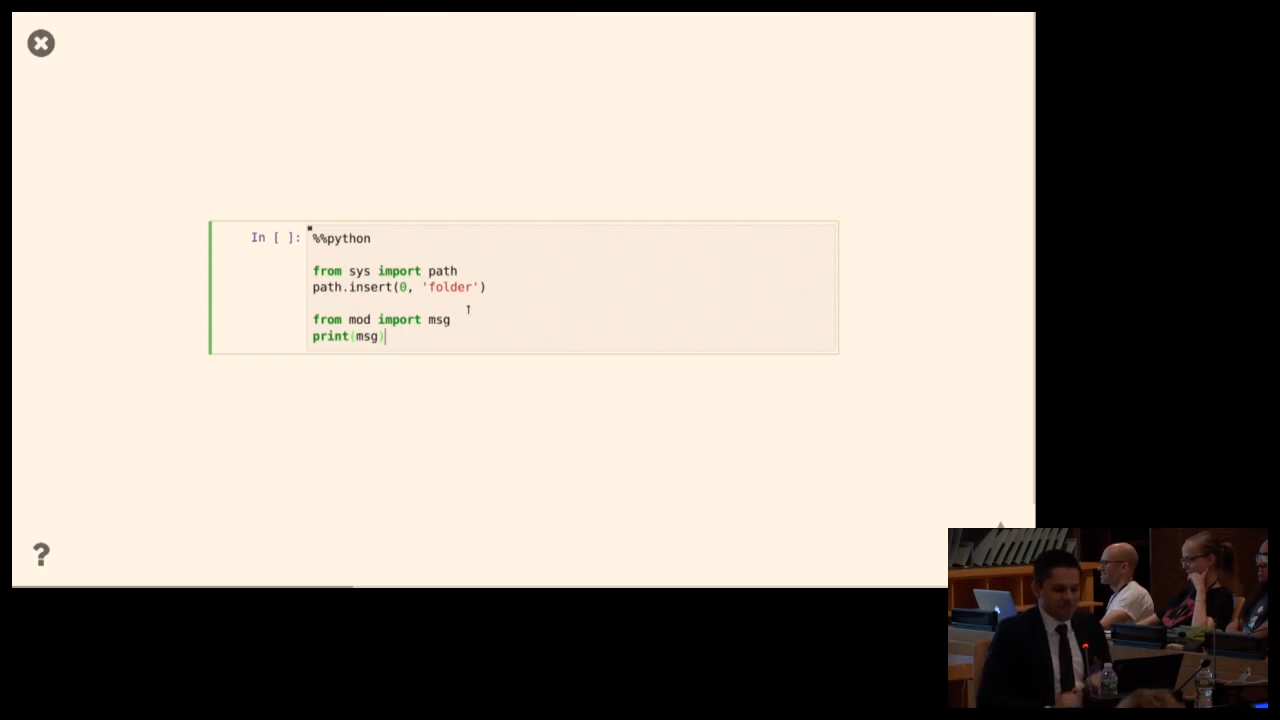 In [ ]: %%python
from sys import path
path.insert(0, 'folder')
from mod import msg
print(msg)
?